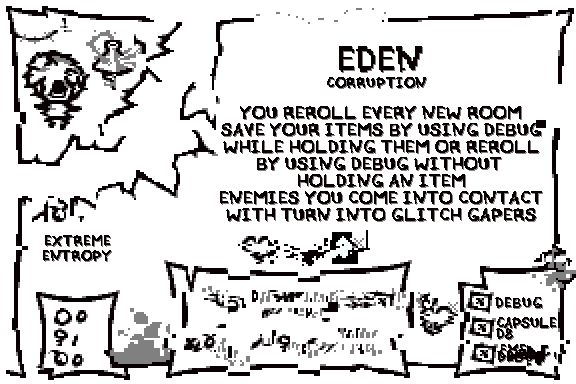 EDEN
CORRUPTION
YOU REROLL EVERY NEW ROOM
SAVE YOUR ITEMS BY USING DEBUG
WHILE HOLDING THEM OR REROLL
BY USING DEBUG WITHOUT
HOLDING AN ITEM
ENEMIES YOU COME INTO CONTACT
WITH TURN INTO GLITCH GAPERS
EXTREME
ENTROPY
DEBUG
CAPSULE